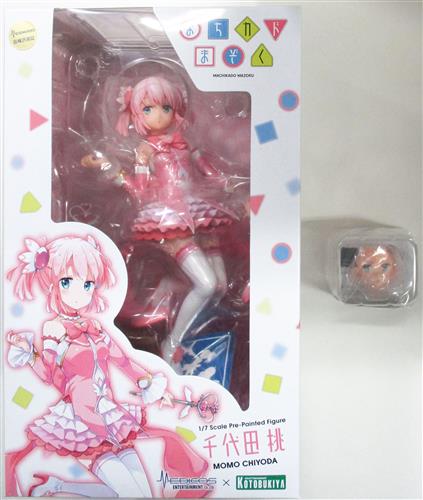 まちカド
まぞく
MACHIKADO MAZOKU
1/7 Scale Pre-Painted Figure
千代田 桃
MOMO CHIYODA
MEDICOS
ENTERTAINMENT
×
KOTOBUKIYA